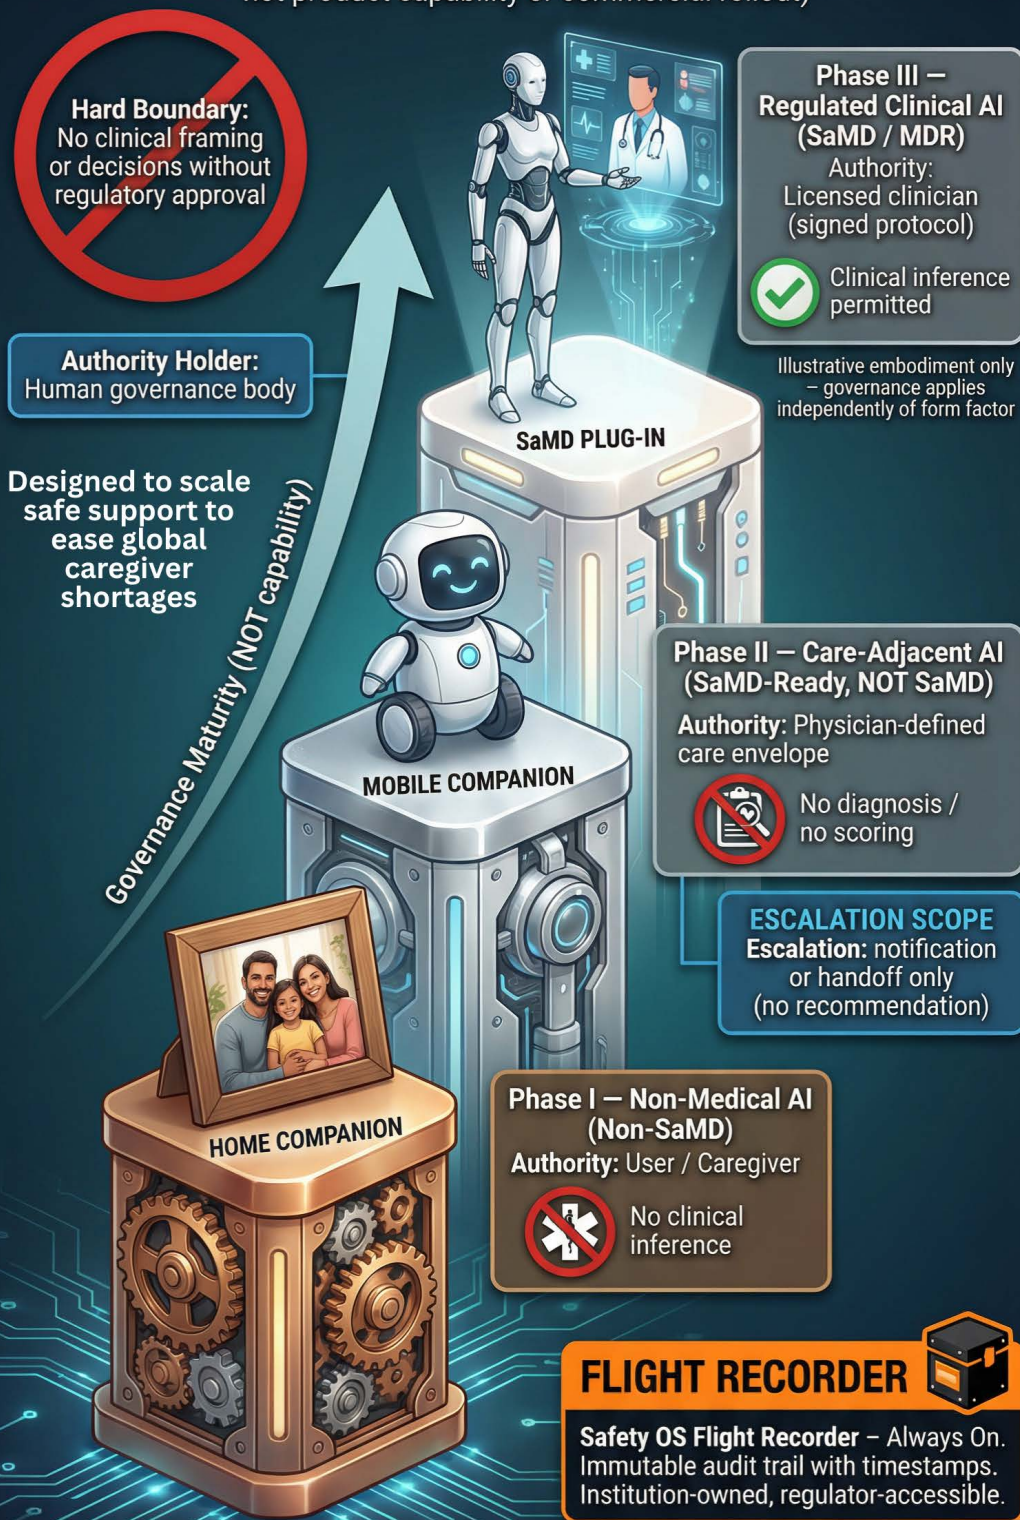 Hard Boundary:
No clinical framing
or decisions without
regulatory approval
Phase III —
Regulated Clinical AI
(SaMD / MDR)
Authority:
Licensed clinician
(signed protocol)
Clinical inference
permitted
Illustrative embodiment only
– governance applies
independently of form factor
Authority Holder:
Human governance body
SaMD PLUG-IN
Designed to scale
safe support to
ease global
caregiver
shortages
Governance Maturity (NOT capability)
Phase II — Care-Adjacent AI
(SaMD-Ready, NOT SaMD)
Authority: Physician-defined
care envelope
No diagnosis /
no scoring
MOBILE COMPANION
ESCALATION SCOPE
Escalation: notification
or handoff only
(no recommendation)
Phase I — Non-Medical AI
(Non-SaMD)
Authority: User / Caregiver
No clinical
inference
HOME COMPANION
FLIGHT RECORDER
Safety OS Flight Recorder – Always On.
Immutable audit trail with timestamps.
Institution-owned, regulator-accessible.